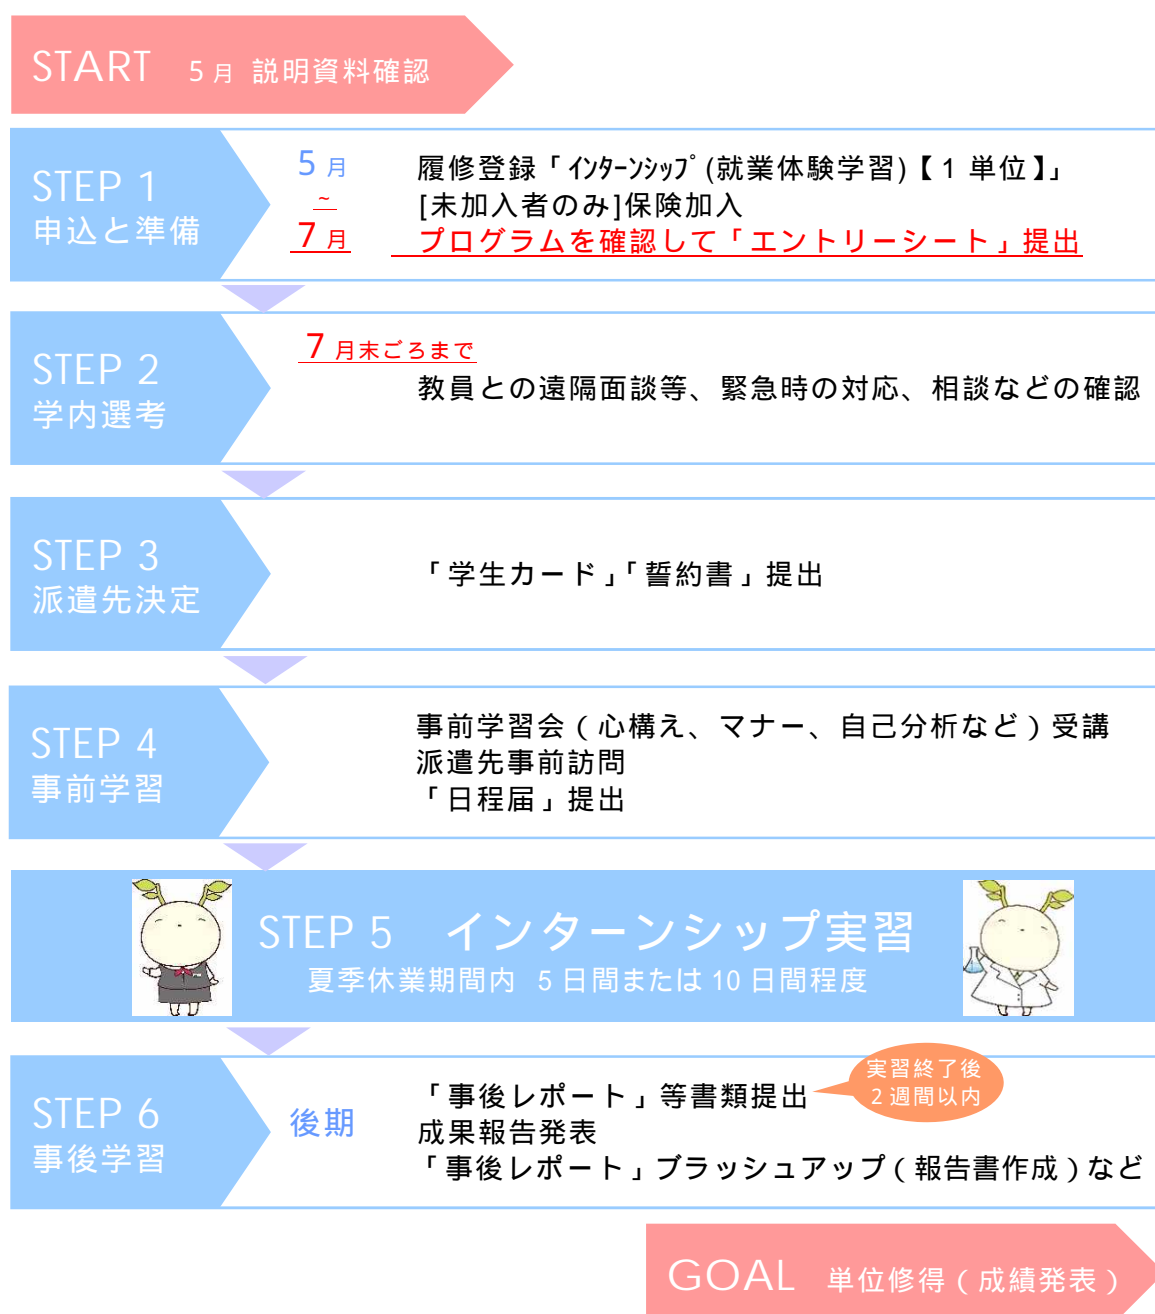 START 5月 説明資料確認
STEP 1
申込と準備
5月
~
7月
履修登録「インターンシップ(就業体験学習)【1単位】」
[未加入者のみ]保険加入
プログラムを確認して「エントリーシート」提出
STEP 2
学内選考
7月末ごろまで
教員との遠隔面談等、緊急時の対応、相談などの確認
STEP 3
派遣先決定
「学生カード」「誓約書」提出
STEP 4
事前学習
事前学習会(心構え、マナー、自己分析など)受講
派遣先事前訪問
「日程届」提出
STEP 5 インターンシップ実習
夏季休業期間内 5日間または10日間程度
STEP 6
事後学習
後期
「事後レポート」等書類提出
実習終了後
2週間以内
成果報告発表
「事後レポート」ブラッシュアップ(報告書作成)など
GOAL 単位修得(成績発表)